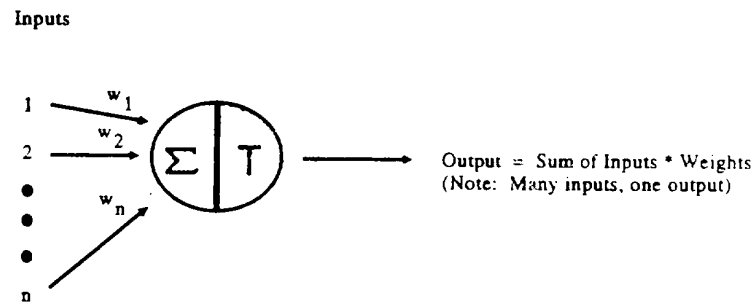 Inputs
1
w1
2
w2
wn
n
Σ T
Output = Sum of Inputs * Weights
(Note: Many inputs, one output)